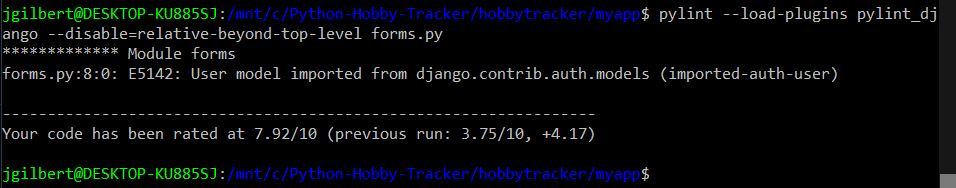 jgilbert@DESKTOP-KU885SJ:/mnt/c/Python-Hobby-Tracker/hobbytracker/myapp$ pylint --load-plugins pylint_dj
ango --disable=relative-beyond-top-level forms.py
************* Module forms
forms.py:8:0: E5142: User model imported from django.contrib.auth.models (imported-auth-user)
------------------------------------------------------------------
Your code has been rated at 7.92/10 (previous run: 3.75/10, +4.17)
jgilbert@DESKTOP-KU885SJ:/mnt/c/Python-Hobby-Tracker/hobbytracker/myapp$